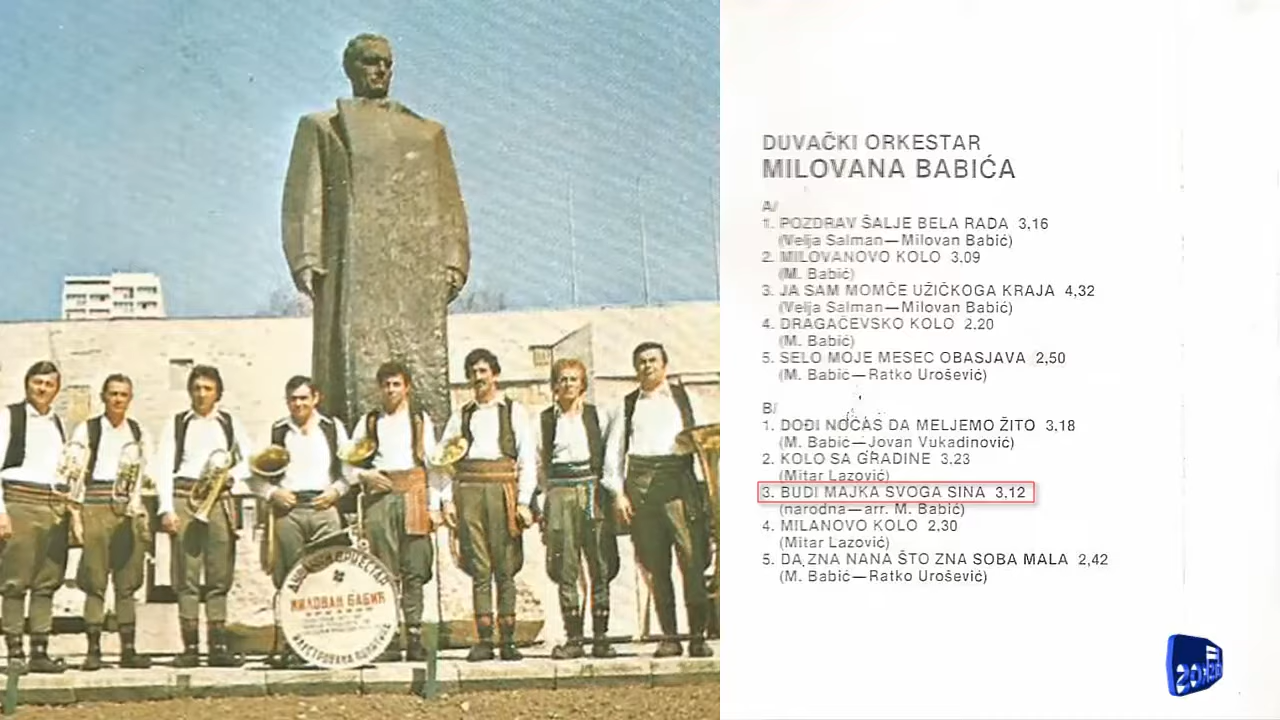 ДУВАЧКИ ОРКЕСТАР
МИЛОВАН БАБИЋ
DUVAČKI ORKESTAR
MILOVANA BABIĆA
A/
1. POZDRAV ŠALJE BELA RADA 3,16
(Velja Salman—Milovan Babić)
2. MILOVANOVO KOLO 3.09
(M. Babić)
3. JA SAM MOMČE UŽIČKOGA KRAJA 4,32
(Velja Salman—Milovan Babić)
4. DRAGAČEVSKO KOLO 2.20
(M. Babić)
5. SELO MOJE MESEC OBASJAVA 2,50
(M. Babić—Ratko Urošević)
B/
1. DOĐI NOĆAS DA MELJEMO ŽITO 3.18
(M. Babić—Jovan Vukadinović)
2. KOLO SA GRADINE 3.23
(Mitar Lazović)
3. BUDI MAJKA SVOGA SINA 3,12
(narodna—arr. M. Babić)
4. MILANOVO KOLO 2,30
(Mitar Lazović)
5. DA ZNA NANA ŠTO ZNA SOBA MALA 2,42
(M. Babić—Ratko Urošević)